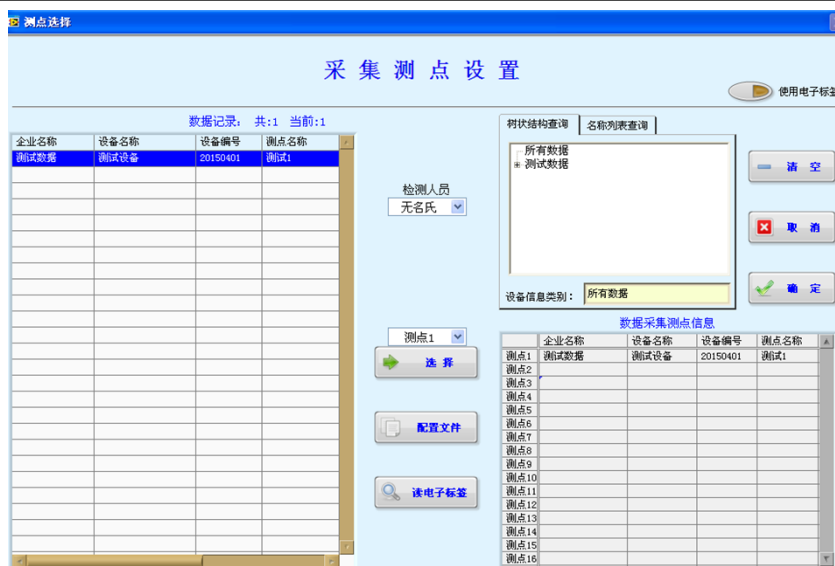 测点选择
采集测点设置
使用电子标签
数据记录: 共:1 当前:1
企业名称 设备名称 设备编号 测点名称
测试数据 测试设备 20150401 测试1
检测人员
无名氏
测点1
选择
配置文件
读电子标签
树状结构查询 名称列表查询
所有数据
测试数据
设备信息类别: 所有数据
清空
取消
确定
数据采集测点信息
企业名称 设备名称 设备编号 测点名称
测点1 测试数据 测试设备 20150401 测试1
测点2
测点3
测点4
测点5
测点6
测点7
测点8
测点9
测点10
测点11
测点12
测点13
测点14
测点15
测点16